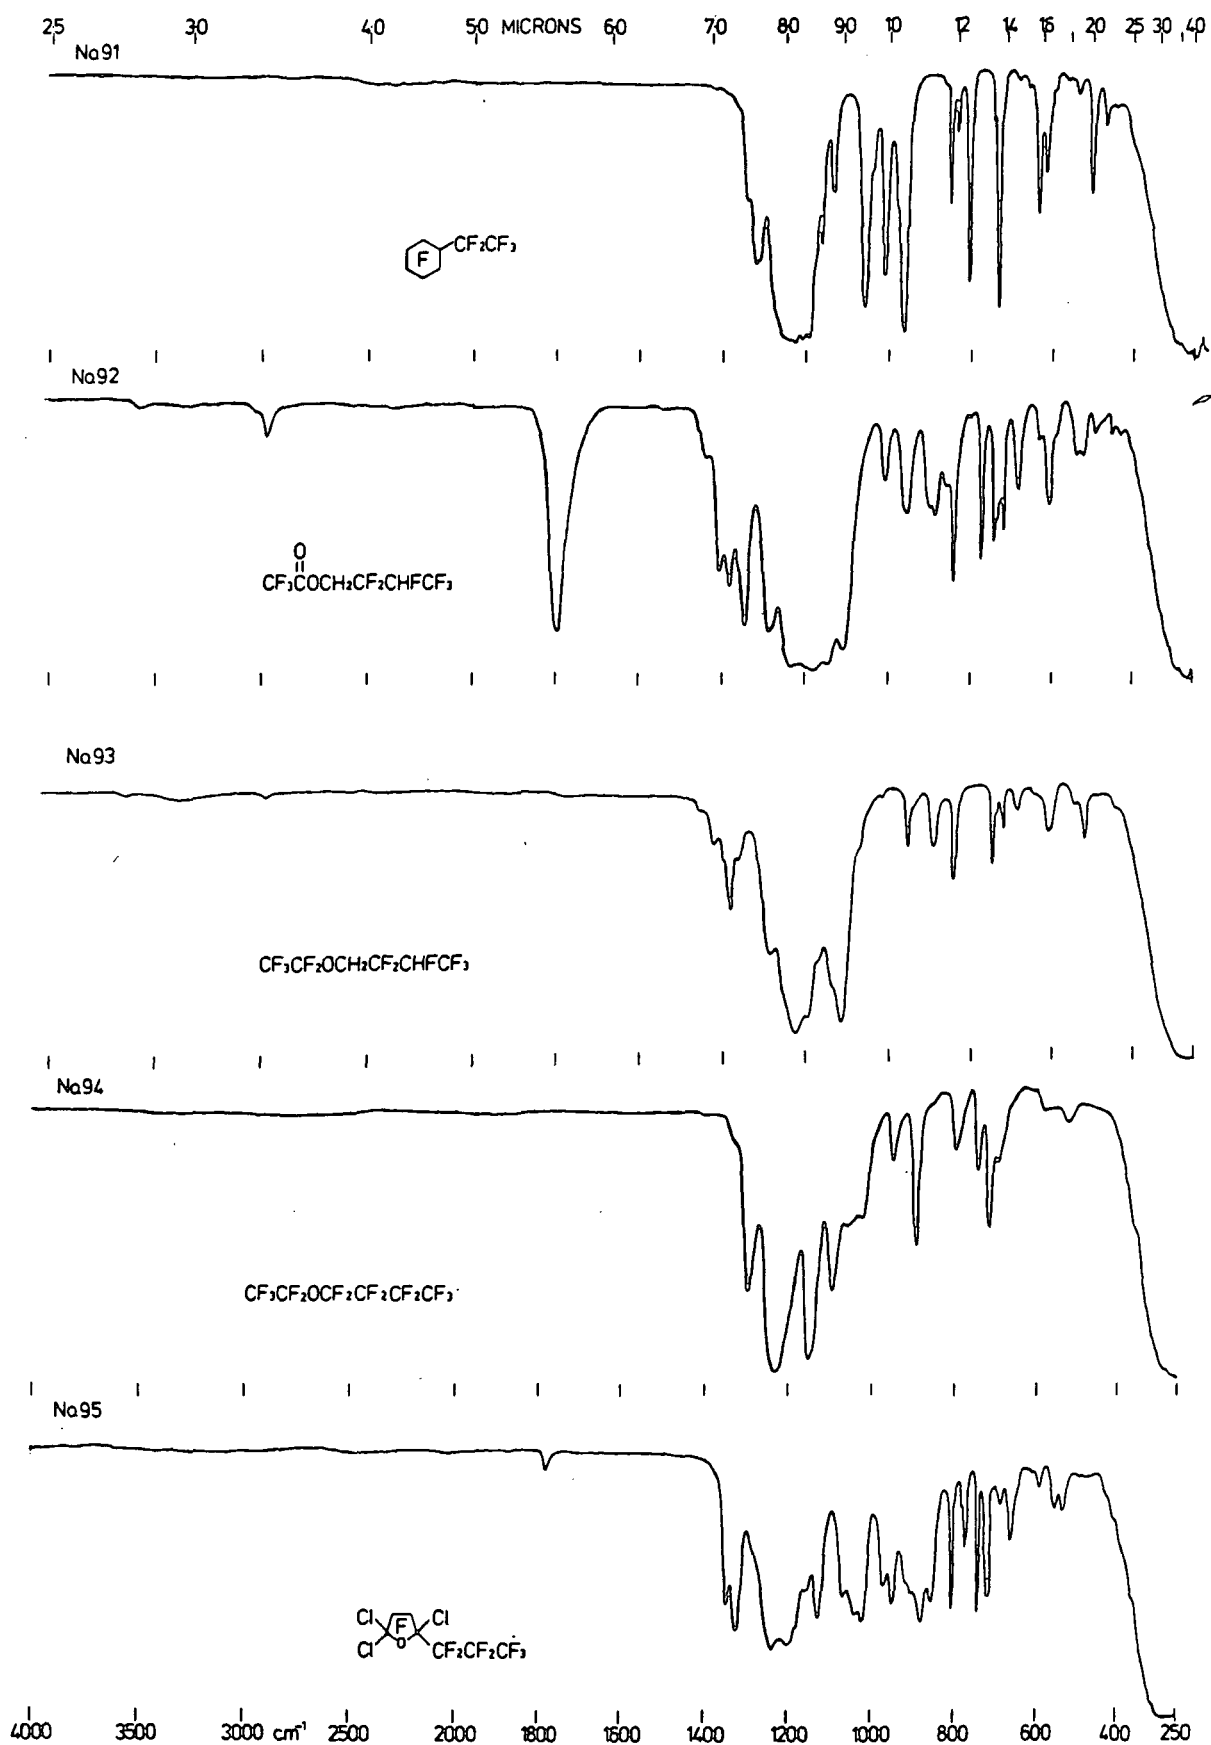 2·5 3·0 4·0 5·0 MICRONS 6·0 7·0 8·0 9·0 10 12 14 16 20 25 30 40
No 91
F CF₂CF₃
No 92
O
CF₃COCH₂CF₂CHFCF₃
No 93
CF₃CF₂OCH₂CF₂CHFCF₃
No 94
CF₃CF₂OCF₂CF₂CF₂CF₃
No 95
Cl F Cl
Cl O CF₂CF₂CF₃
4000 3500 3000 cm⁻¹ 2500 2000 1800 1600 1400 1200 1000 800 600 400 250